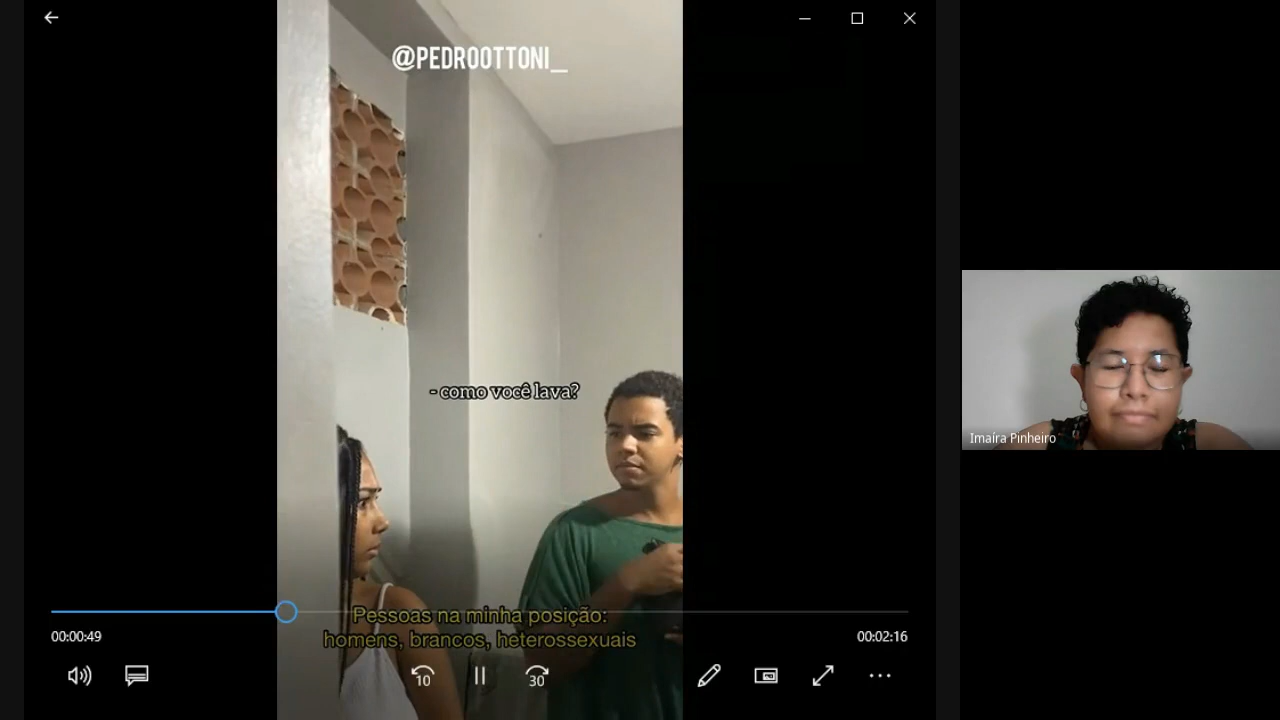 @PEDROOTTONI_
- como você lava?
Imaíra Pinheiro
Pessoas na minha posição:
homens, brancos, heterossexuais
00:00:49
00:02:16
10
30